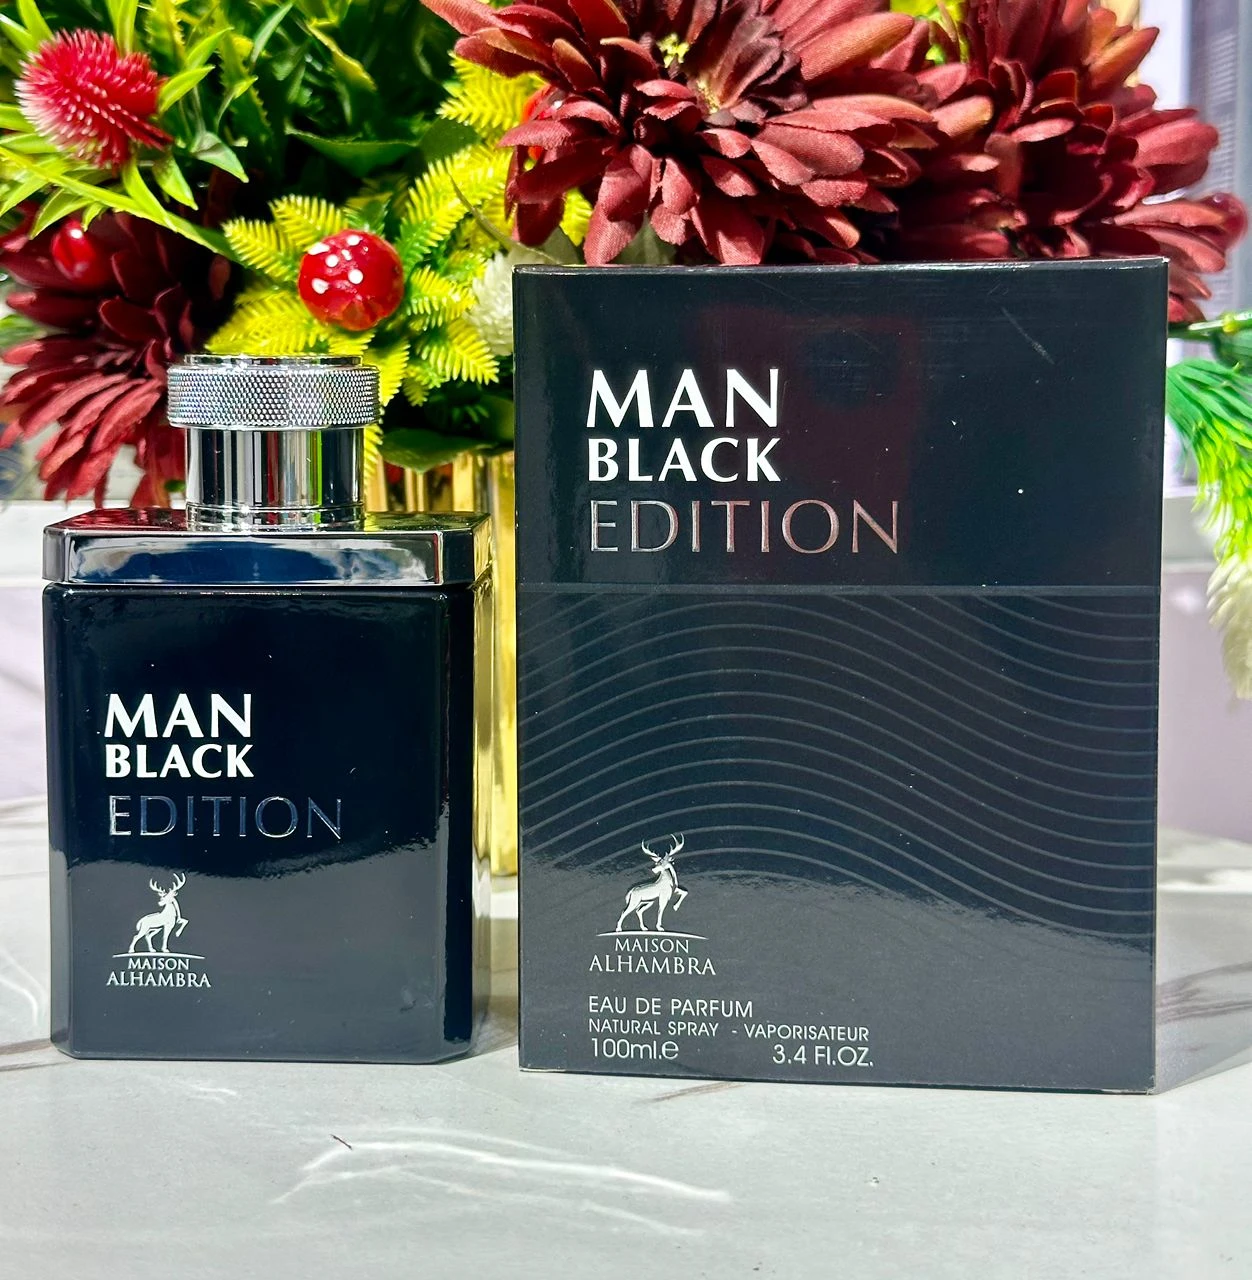 MAN
BLACK
EDITION
MAISON
ALHAMBRA
MAN
BLACK
EDITION
MAISON
ALHAMBRA
EAU DE PARFUM
NATURAL SPRAY - VAPORISATEUR
100ml.e 3.4 Fl.OZ.